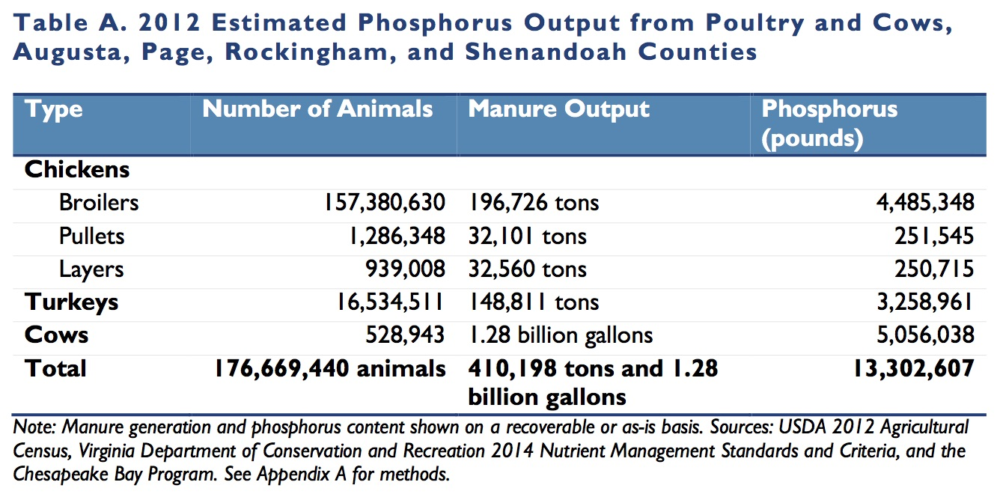 Table A. 2012 Estimated Phosphorus Output from Poultry and Cows,
Augusta, Page, Rockingham, and Shenandoah Counties
Type Number of Animals Manure Output Phosphorus
(pounds)
Chickens
Broilers 157,380,630 196,726 tons 4,485,348
Pullets 1,286,348 32,101 tons 251,545
Layers 939,008 32,560 tons 250,715
Turkeys 16,534,511 148,811 tons 3,258,961
Cows 528,943 1.28 billion gallons 5,056,038
Total 176,669,440 animals 410,198 tons and 1.28 13,302,607
billion gallons
Note: Manure generation and phosphorus content shown on a recoverable or as-is basis. Sources: USDA 2012 Agricultural
Census, Virginia Department of Conservation and Recreation 2014 Nutrient Management Standards and Criteria, and the
Chesapeake Bay Program. See Appendix A for methods.